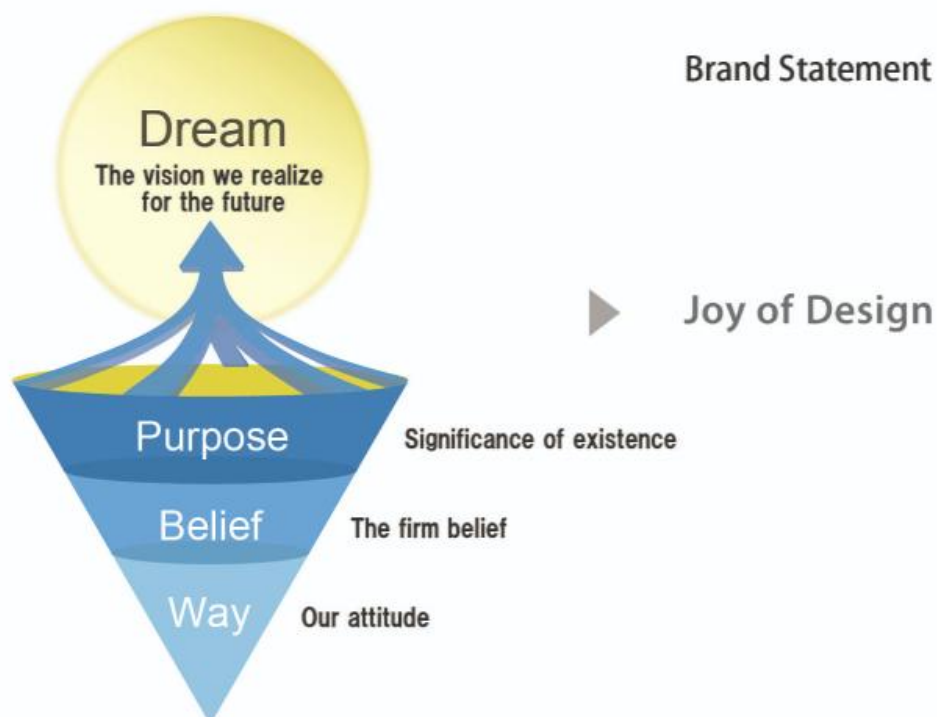 Brand Statement
Dream
The vision we realize
for the future
Joy of Design
Purpose
Significance of existence
Belief
The firm belief
Way
Our attitude